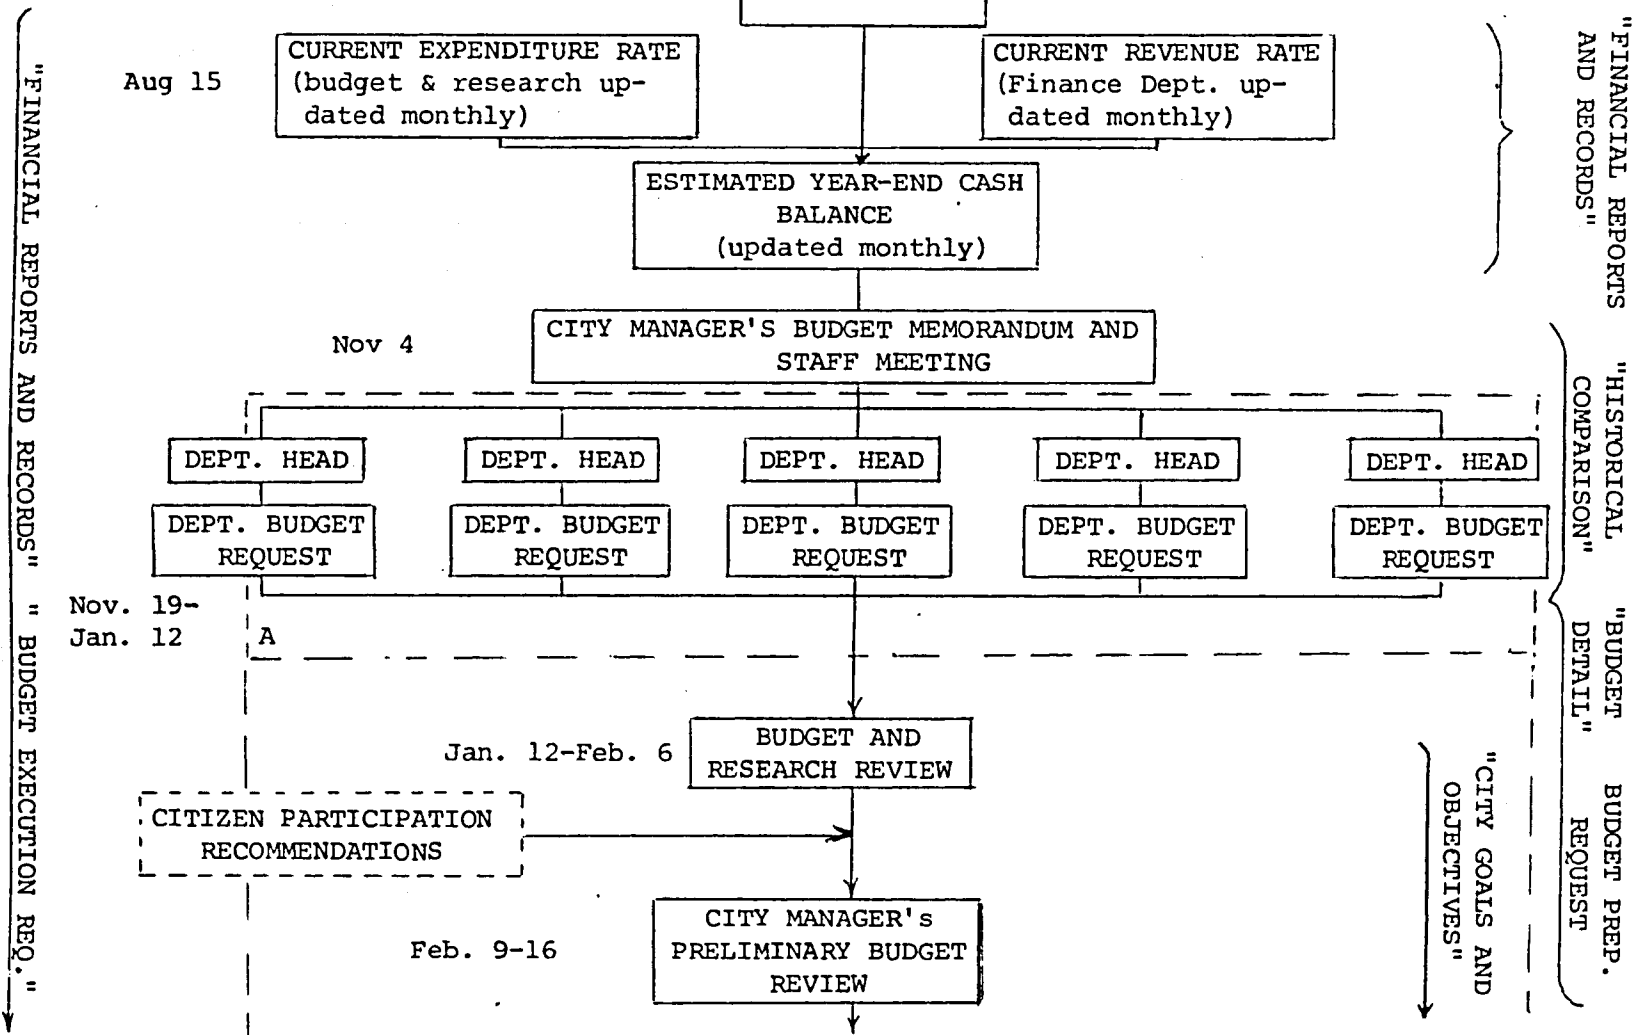 CURRENT EXPENDITURE RATE
(budget & research up-
dated monthly)
CURRENT REVENUE RATE
(Finance Dept. up-
dated monthly)
Aug 15
ESTIMATED YEAR-END CASH
BALANCE
(updated monthly)
Nov 4
CITY MANAGER'S BUDGET MEMORANDUM AND
STAFF MEETING
DEPT. HEAD
DEPT. HEAD
DEPT. HEAD
DEPT. HEAD
DEPT. HEAD
DEPT. BUDGET
REQUEST
DEPT. BUDGET
REQUEST
DEPT. BUDGET
REQUEST
DEPT. BUDGET
REQUEST
DEPT. BUDGET
REQUEST
Nov. 19-
Jan. 12
A
Jan. 12-Feb. 6
BUDGET AND
RESEARCH REVIEW
CITIZEN PARTICIPATION
RECOMMENDATIONS
Feb. 9-16
CITY MANAGER's
PRELIMINARY BUDGET
REVIEW
"FINANCIAL REPORTS AND RECORDS" " BUDGET EXECUTION REQ."
"FINANCIAL REPORTS
AND RECORDS"
"HISTORICAL
COMPARISON"
"BUDGET
DETAIL"
BUDGET PREP.
REQUEST
"CITY GOALS AND
OBJECTIVES"